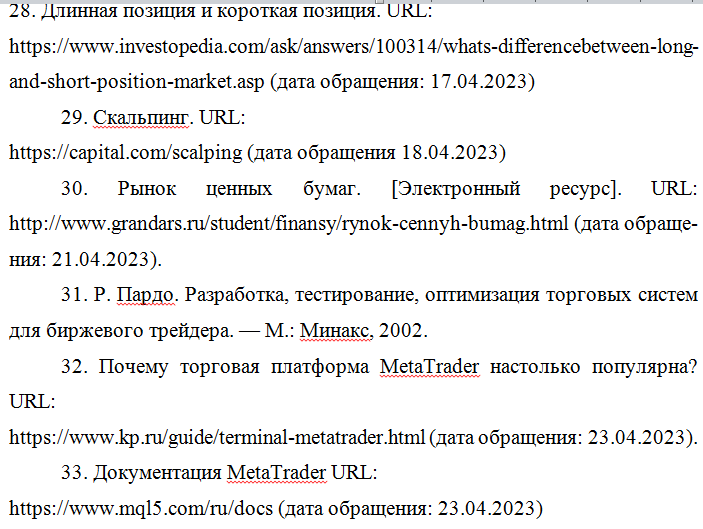 28. Длинная позиция и короткая позиция. URL:
https://www.investopedia.com/ask/answers/100314/whats-differencebetween-long-
and-short-position-market.asp (дата обращения: 17.04.2023)
29. Скальпинг. URL:
https://capital.com/scalping (дата обращения 18.04.2023)
30. Рынок ценных бумаг. [Электронный ресурс]. URL:
http://www.grandars.ru/student/finansy/rynok-cennyh-bumag.html (дата обраще-
ния: 21.04.2023).
31. Р. Пардо. Разработка, тестирование, оптимизация торговых систем
для биржевого трейдера. — М.: Минакс, 2002.
32. Почему торговая платформа MetaTrader настолько популярна?
URL:
https://www.kp.ru/guide/terminal-metatrader.html (дата обращения: 23.04.2023).
33. Документация MetaTrader URL:
https://www.mql5.com/ru/docs (дата обращения: 23.04.2023)